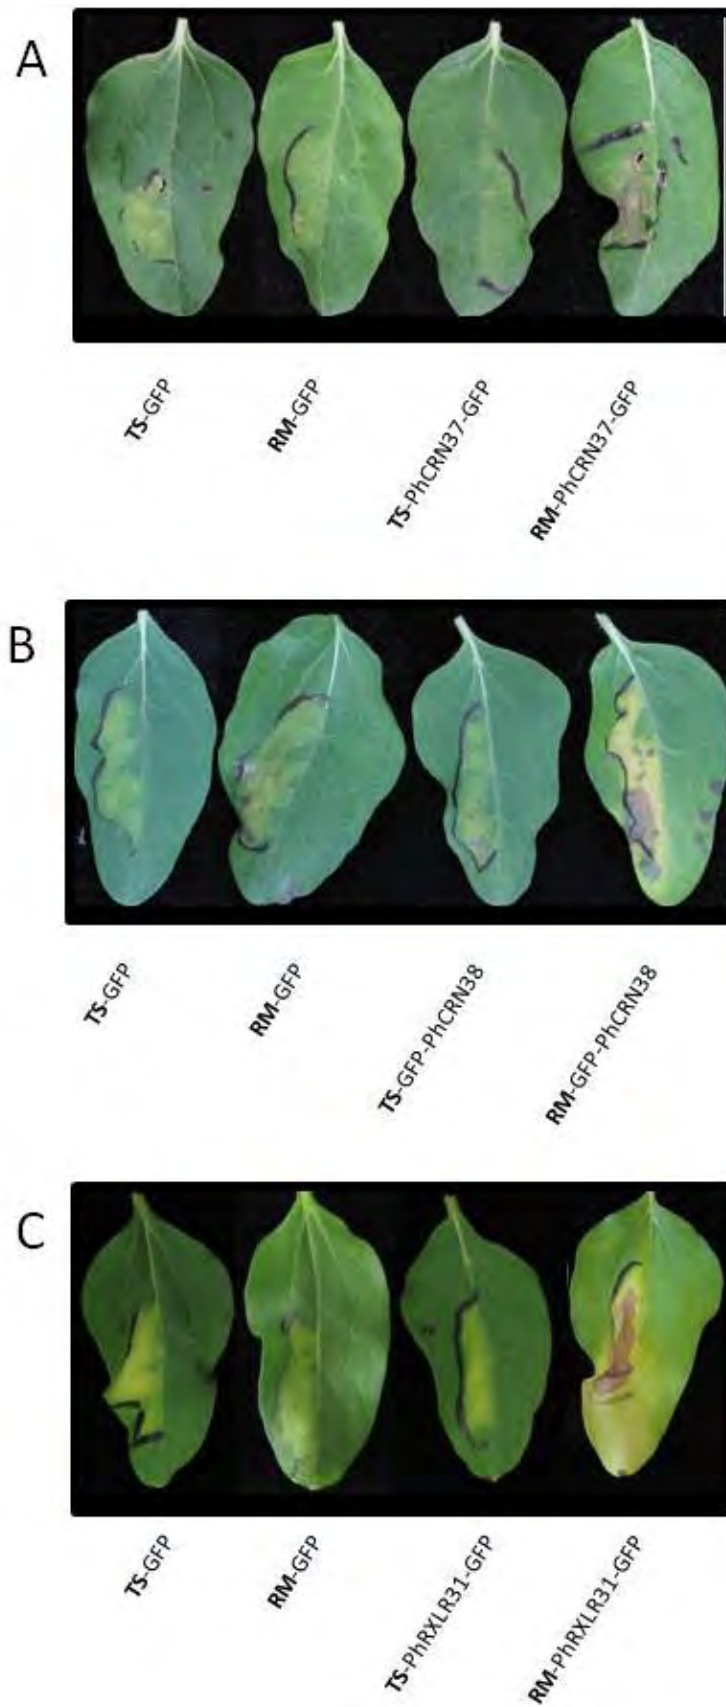 A
TS-GFP
RM-GFP
TS-PhCRN37-GFP
RM-PhCRN37-GFP
B
TS-GFP
RM-GFP
TS-GFP-PhCRN38
RM-GFP-PhCRN38
C
TS-GFP
RM-GFP
TS-PhRXLR31-GFP
RM-PhRXLR31-GFP